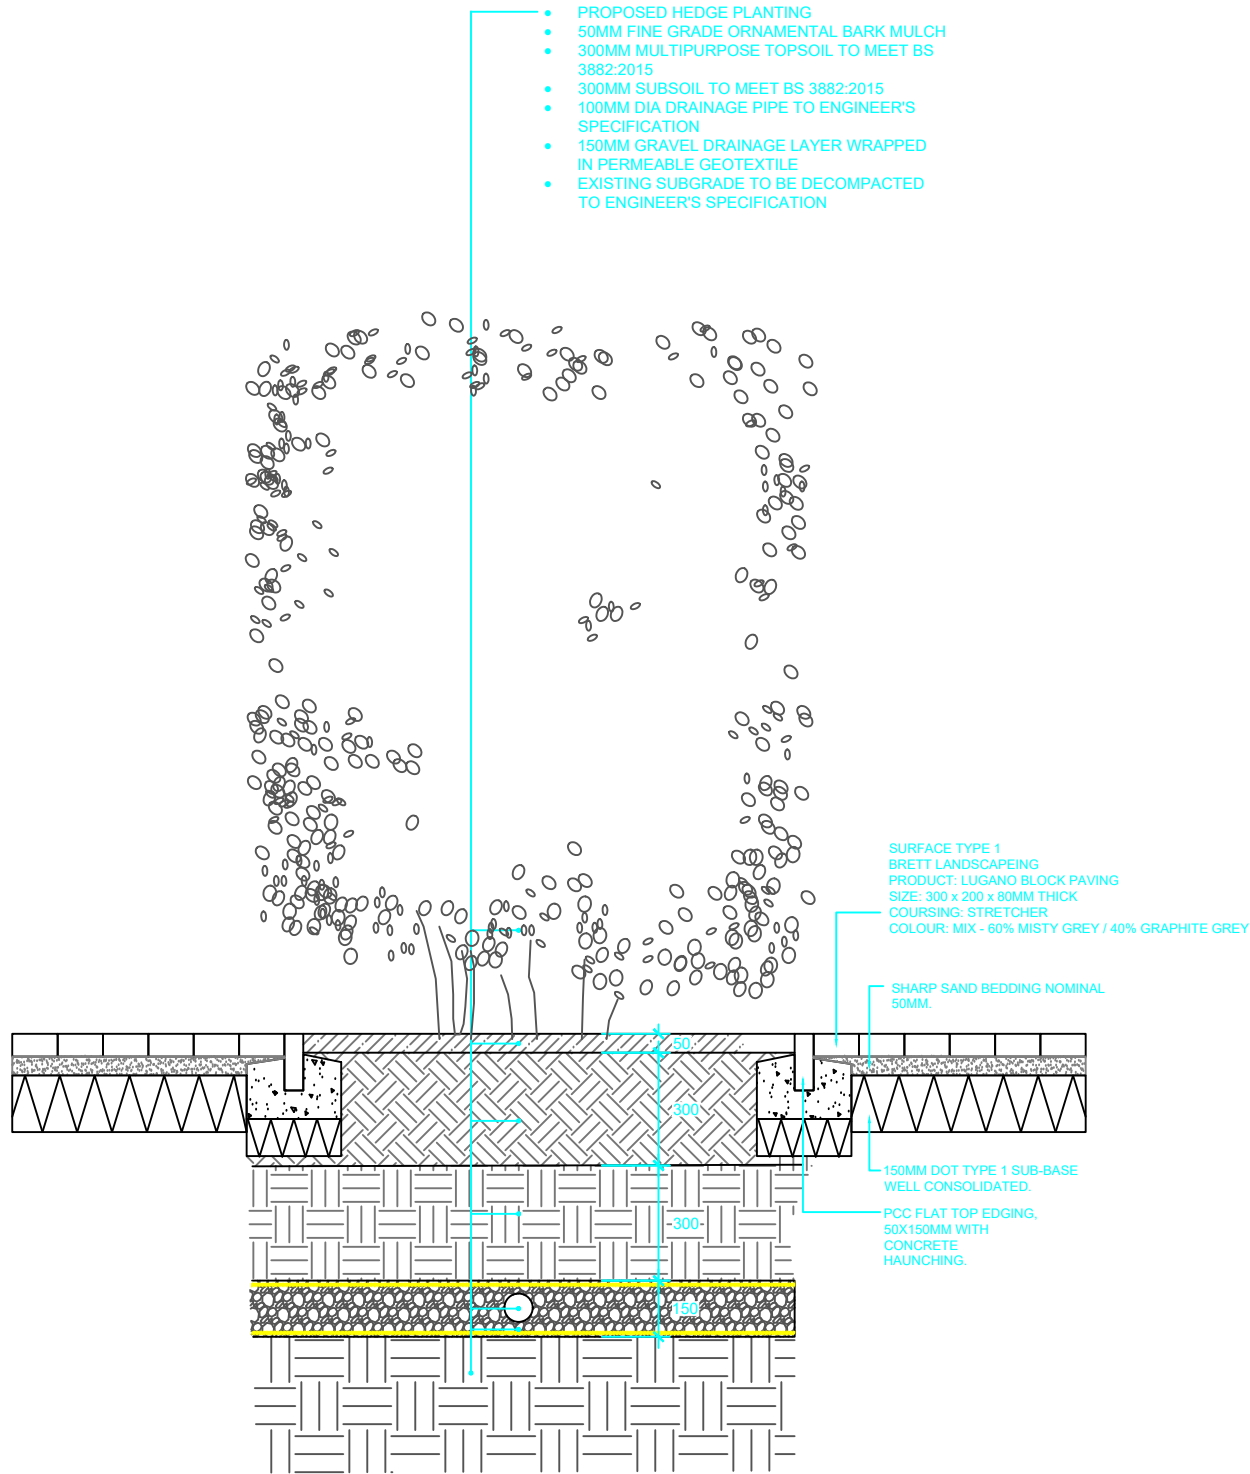 • PROPOSED HEDGE PLANTING
• 50MM FINE GRADE ORNAMENTAL BARK MULCH
• 300MM MULTIPURPOSE TOPSOIL TO MEET BS
3882:2015
• 300MM SUBSOIL TO MEET BS 3882:2015
• 100MM DIA DRAINAGE PIPE TO ENGINEER'S
SPECIFICATION
• 150MM GRAVEL DRAINAGE LAYER WRAPPED
IN PERMEABLE GEOTEXTILE
• EXISTING SUBGRADE TO BE DECOMPACTED
TO ENGINEER'S SPECIFICATION
SURFACE TYPE 1
BRETT LANDSCAPEING
PRODUCT: LUGANO BLOCK PAVING
SIZE: 300 x 200 x 80MM THICK
COURSING: STRETCHER
COLOUR: MIX - 60% MISTY GREY / 40% GRAPHITE GREY
SHARP SAND BEDDING NOMINAL
50MM.
50
300
150MM DOT TYPE 1 SUB-BASE
WELL CONSOLIDATED.
PCC FLAT TOP EDGING,
50X150MM WITH
CONCRETE
HAUNCHING.
300
150